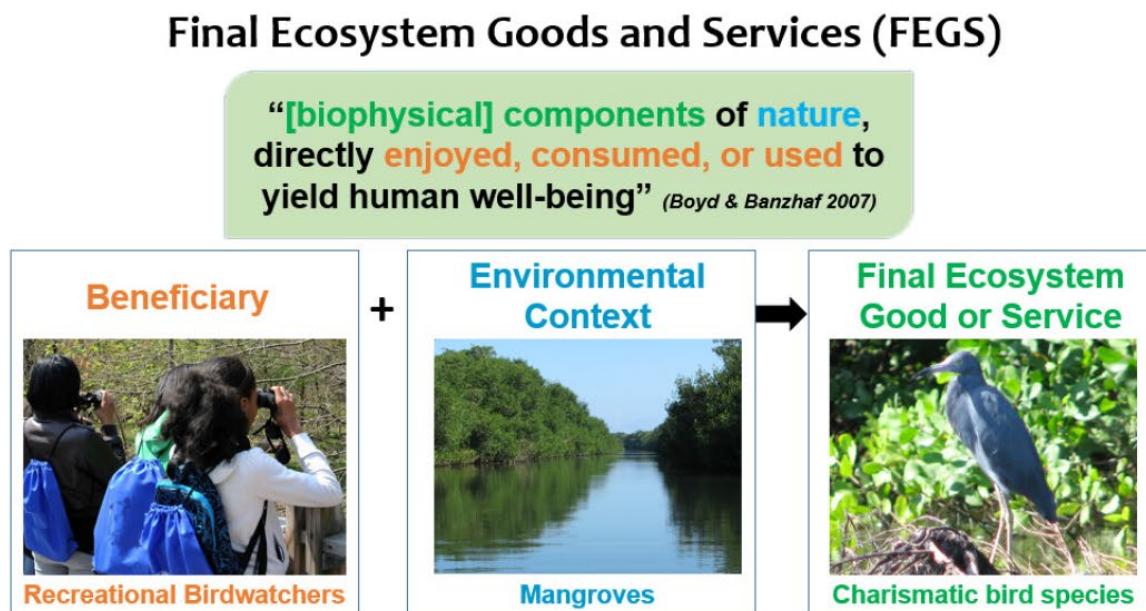 Final Ecosystem Goods and Services (FEGS)
“[biophysical] components of nature,
directly enjoyed, consumed, or used to
yield human well-being” (Boyd & Banzhaf 2007)
Beneficiary
+
Environmental
Context
Final Ecosystem
Good or Service
Recreational Birdwatchers
Mangroves
Charismatic bird species